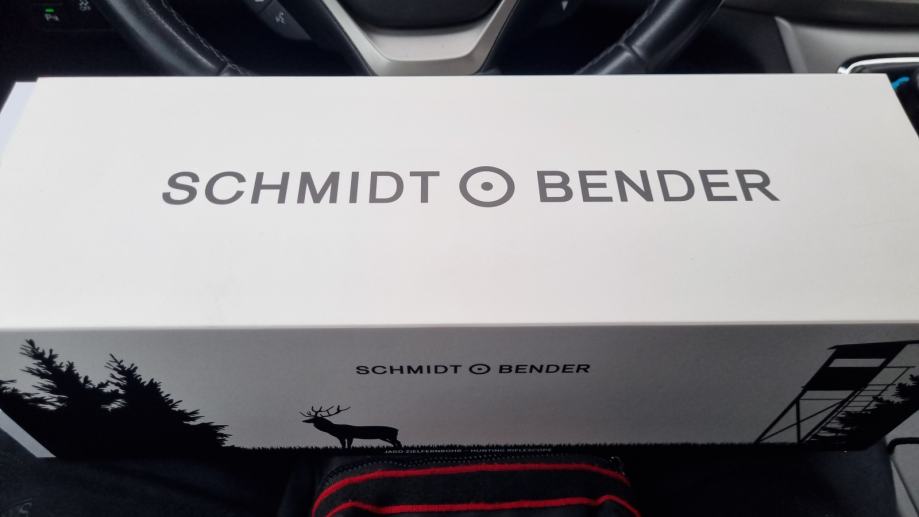 SCHMIDT BENDER
SCHMIDT BENDER
JAGD-ZIELFERNROHR - HUNTING RIFLESCOPE